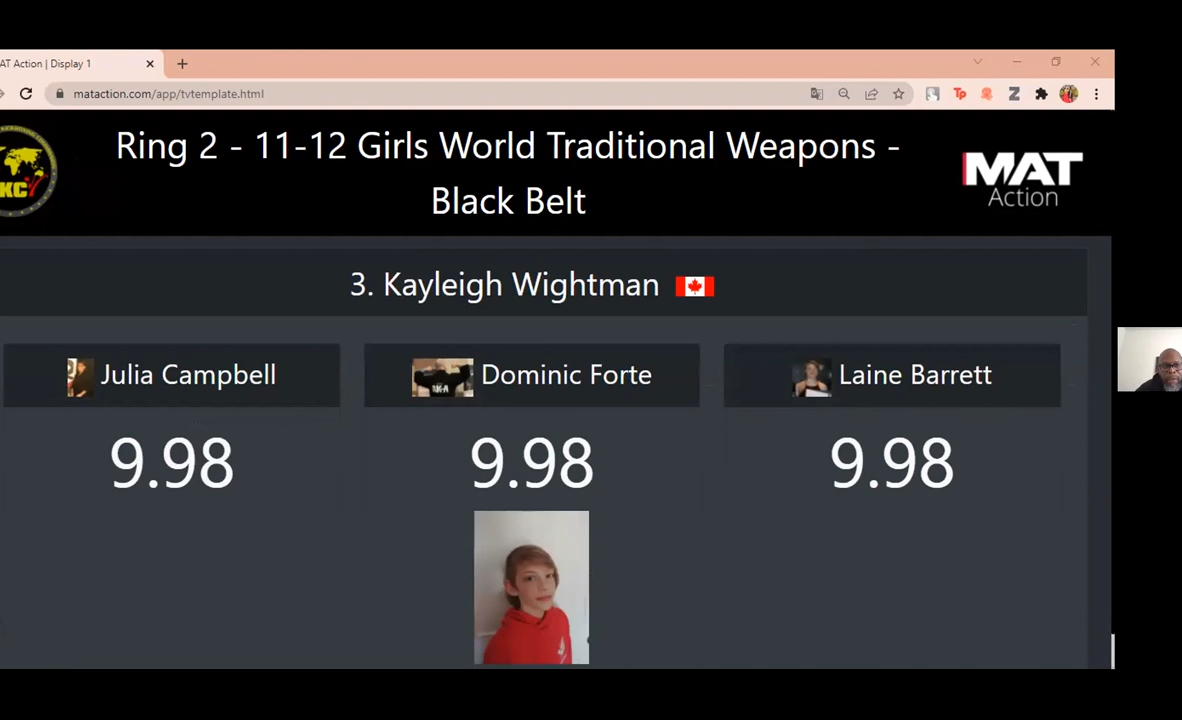 AT Action | Display 1
mataction.com/app/tvtemplate.html
Ring 2 - 11-12 Girls World Traditional Weapons -
Black Belt
KC
MAT
Action
3. Kayleigh Wightman
Julia Campbell
Dominic Forte
Laine Barrett
9.98
9.98
9.98